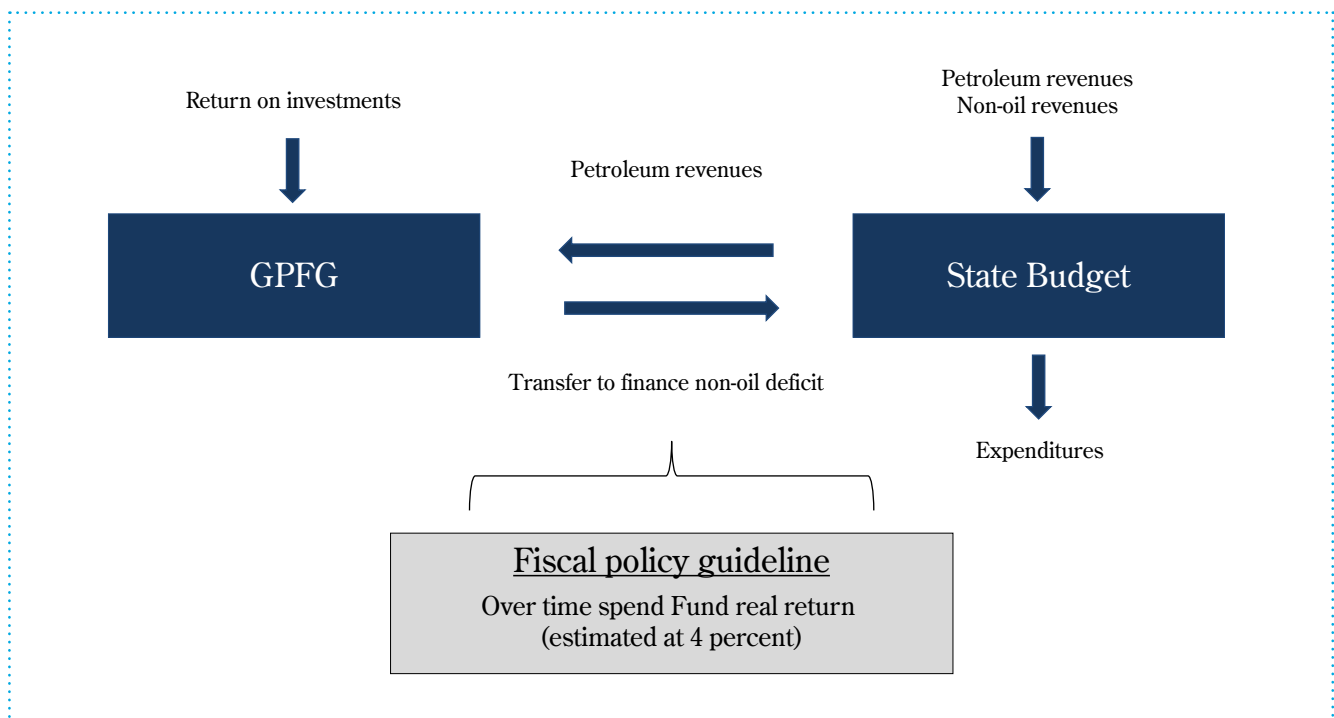 Return on investments
Petroleum revenues
Non-oil revenues
Petroleum revenues
GPFG
State Budget
Transfer to finance non-oil deficit
Expenditures
Fiscal policy guideline
Over time spend Fund real return
(estimated at 4 percent)